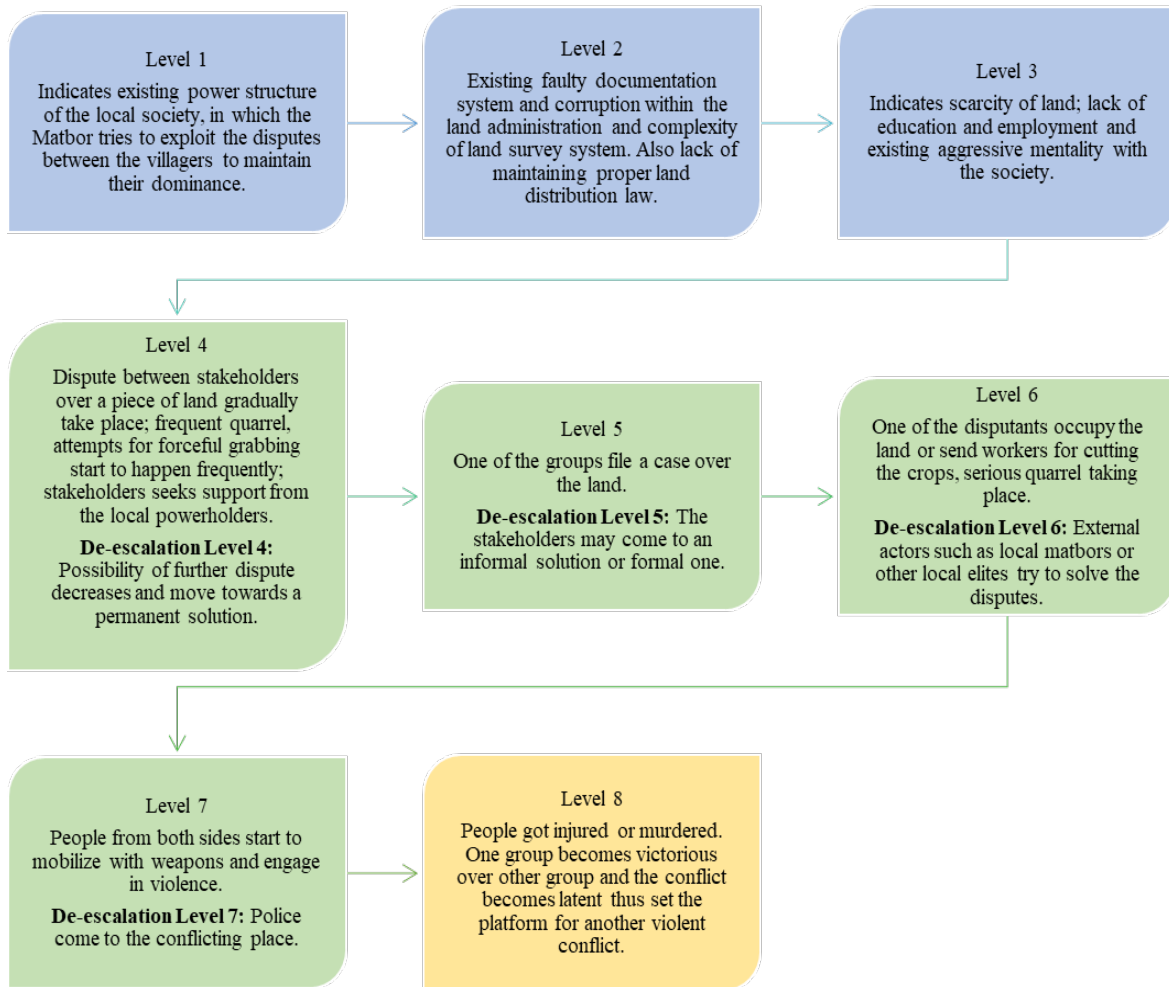 Level 1
Indicates existing power structure
of the local society, in which the
Matbor tries to exploit the disputes
between the villagers to maintain
their dominance.
Level 2
Existing faulty documentation
system and corruption within the
land administration and complexity
of land survey system. Also lack of
maintaining proper land
distribution law.
Level 3
Indicates scarcity of land; lack of
education and employment and
existing aggressive mentality with
the society.
Level 4
Dispute between stakeholders
over a piece of land gradually
take place; frequent quarrel,
attempts for forceful grabbing
start to happen frequently;
stakeholders seeks support from
the local powerholders.
De-escalation Level 4:
Possibility of further dispute
decreases and move towards a
permanent solution.
Level 5
One of the groups file a case over
the land.
De-escalation Level 5: The
stakeholders may come to an
informal solution or formal one.
Level 6
One of the disputants occupy the
land or send workers for cutting
the crops, serious quarrel taking
place.
De-escalation Level 6: External
actors such as local matbors or
other local elites try to solve the
disputes.
Level 7
People from both sides start to
mobilize with weapons and engage
in violence.
De-escalation Level 7: Police
come to the conflicting place.
Level 8
People got injured or murdered.
One group becomes victorious
over other group and the conflict
becomes latent thus set the
platform for another violent
conflict.